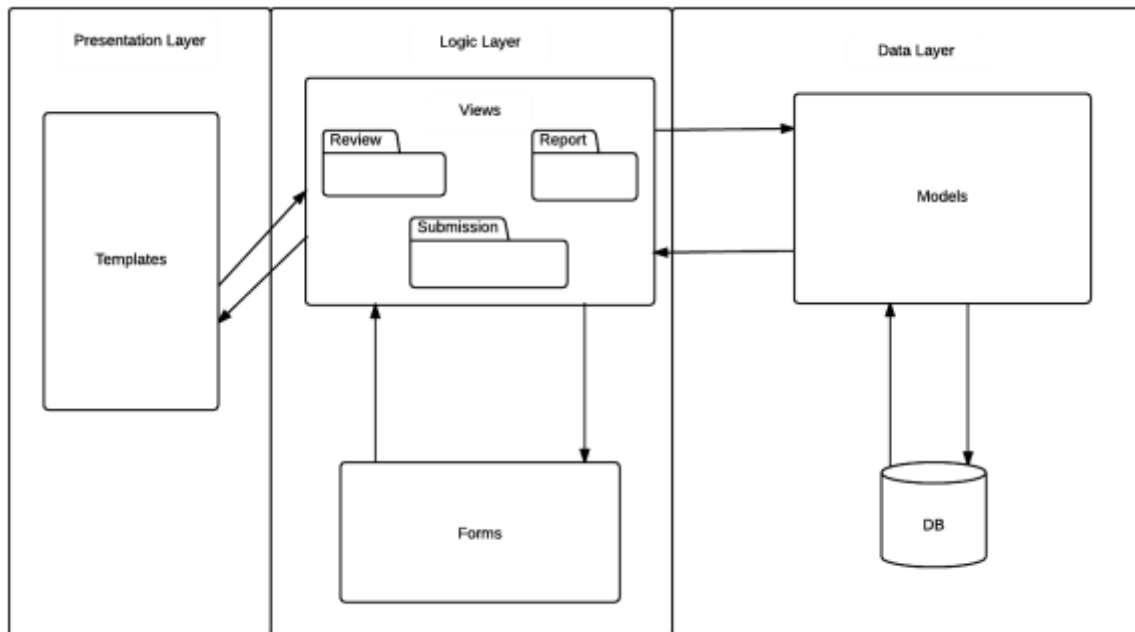 Presentation Layer
Templates
Logic Layer
Views
Review
Report
Submission
Forms
Data Layer
Models
DB